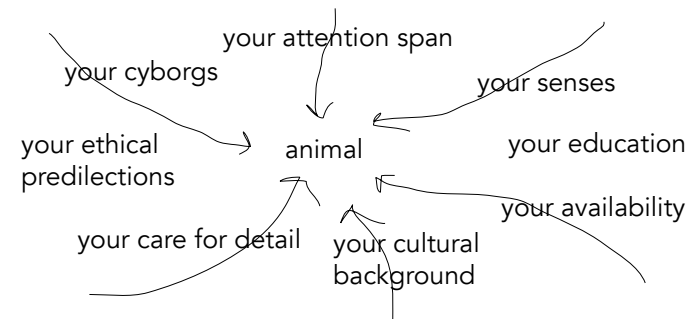 your attention span
your cyborgs
your senses
your ethical
predilections
animal
your education
your availability
your care for detail
your cultural
background